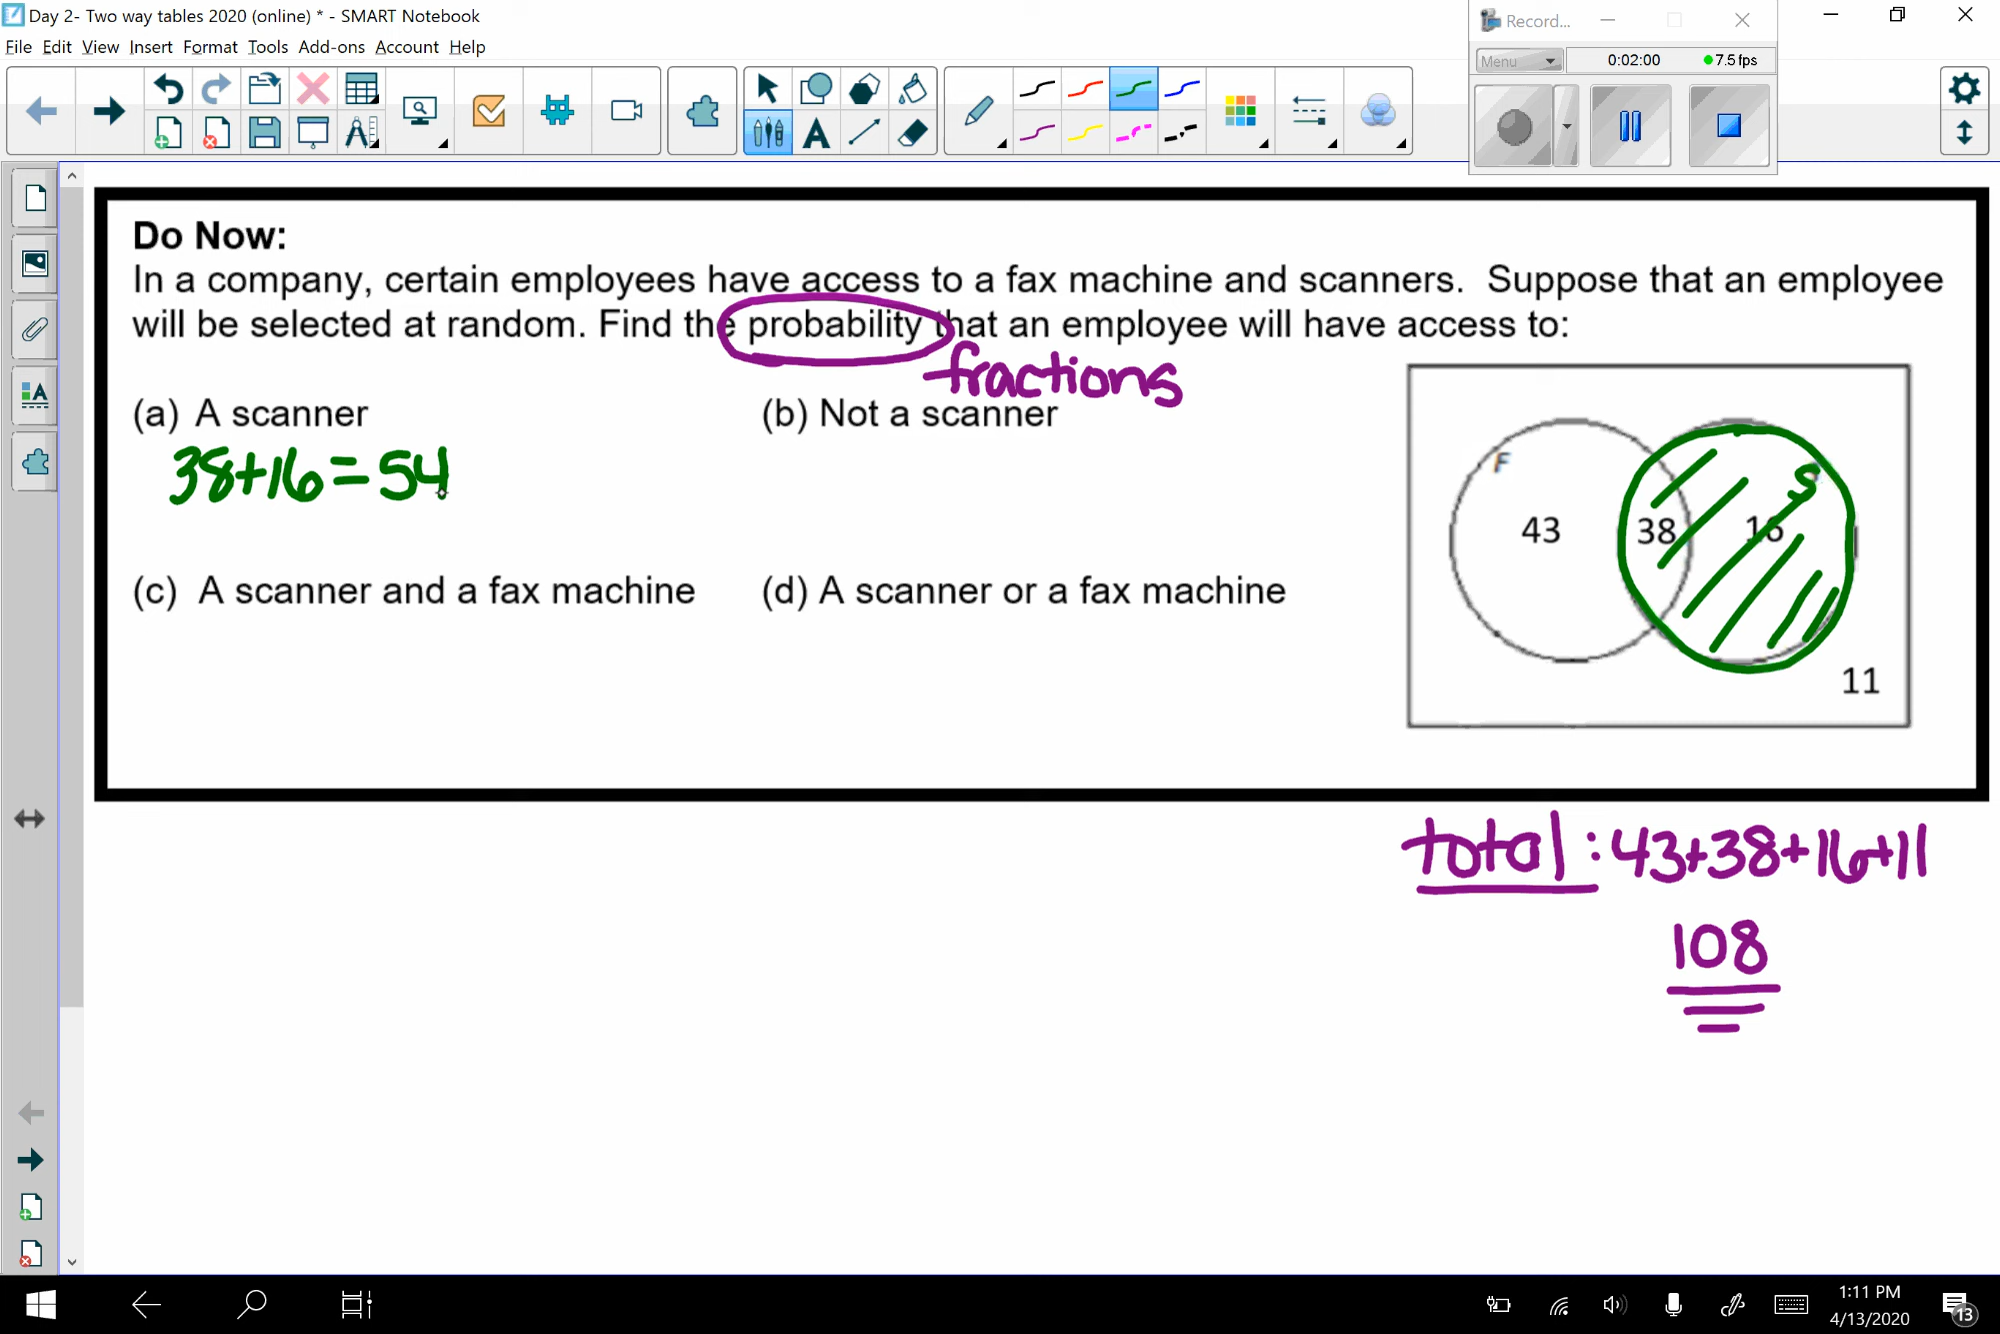 Day 2- Two way tables 2020 (online) * - SMART Notebook
Record...
File Edit View Insert Format Tools Add-ons Account Help
Menu
0:02:00
7.5 fps
Do Now:
In a company, certain employees have access to a fax machine and scanners. Suppose that an employee
will be selected at random. Find the probability that an employee will have access to:
fractions
(a) A scanner
(b) Not a scanner
38+16=54
F
S
43
38
16
(c) A scanner and a fax machine
(d) A scanner or a fax machine
11
total: 43+38+16+11
108
1:11 PM
4/13/2020
13